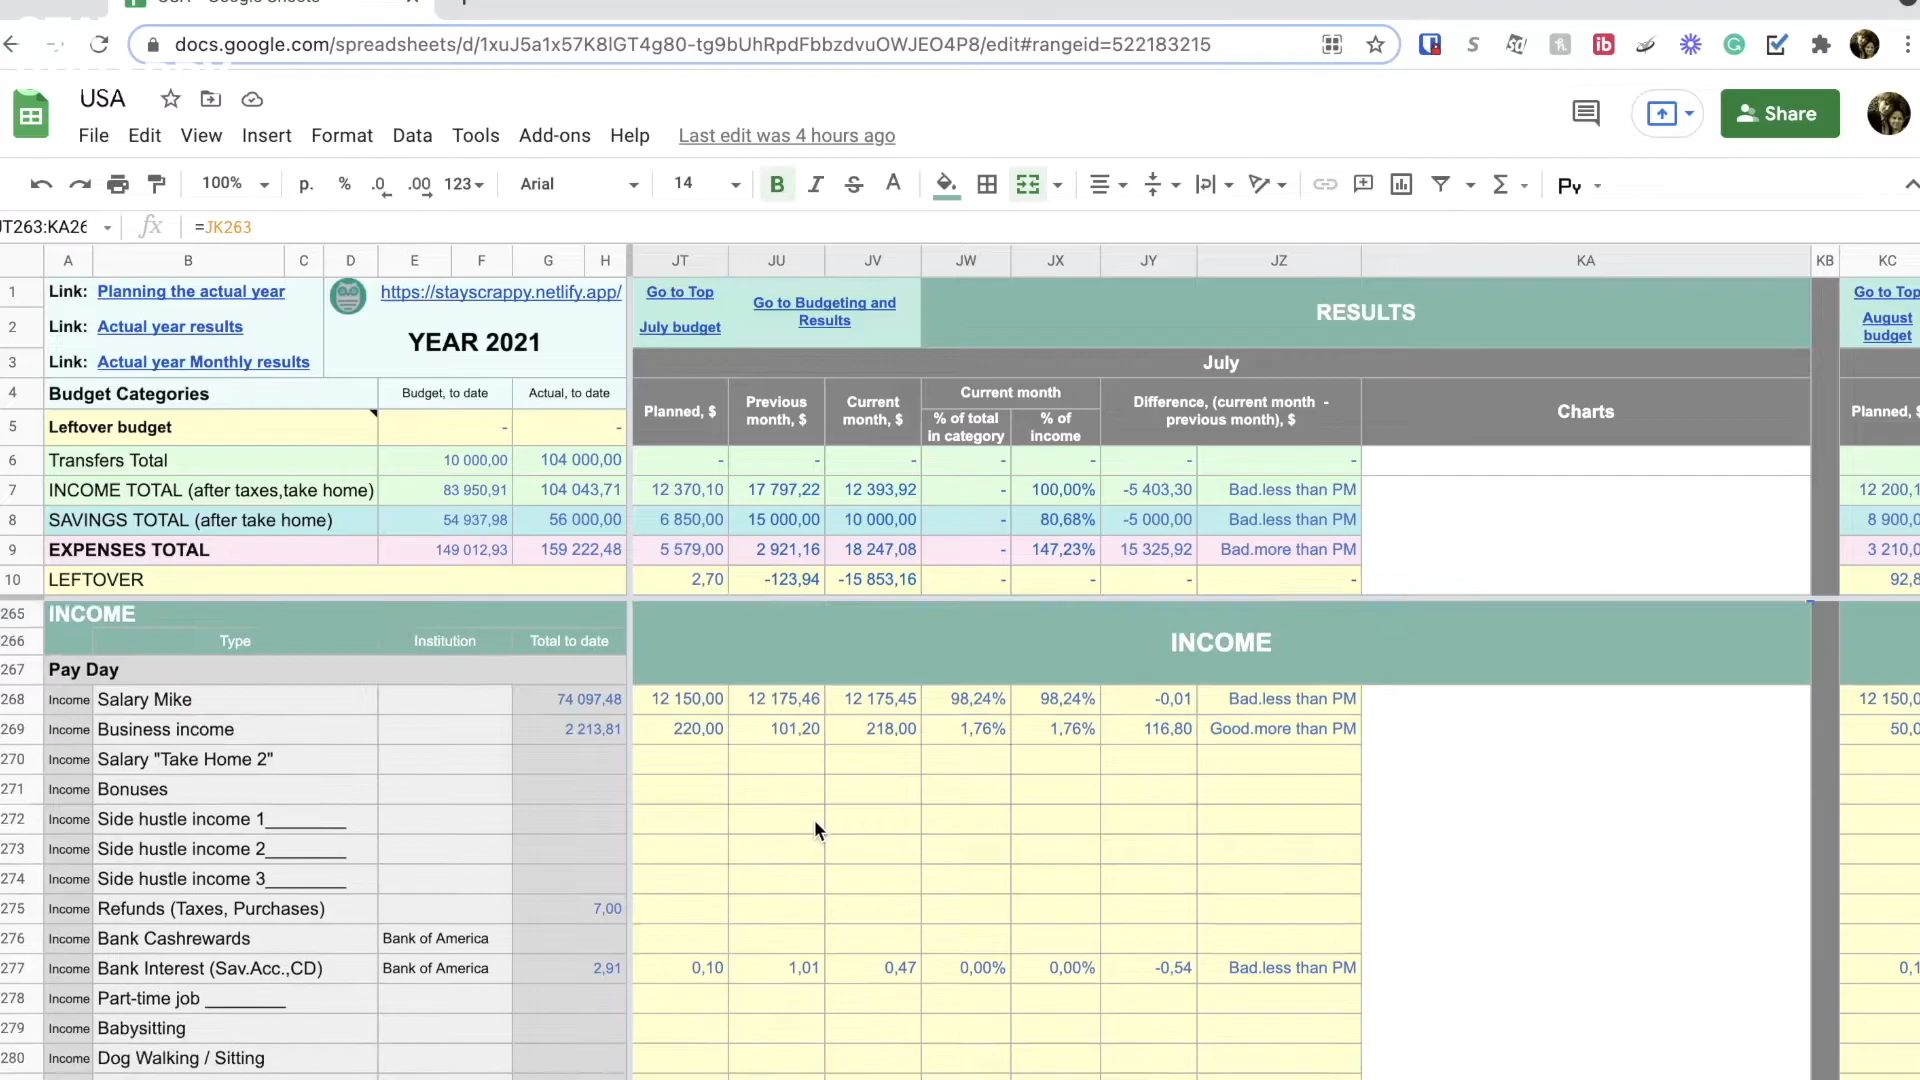 docs.google.com/spreadsheets/d/1xuJ5a1x57K8lGT4g80-tg9bUhRpdFbbzdvuOWJEO4P8/edit#rangeid=522183215
USA
Share
File Edit View Insert Format Data Tools Add-ons Help Last edit was 4 hours ago
100% p. % .0 .00 123 Arial 14 B I S A Σ Py
JT263:KA26 fx =JK263
A B C D E F G H JT JU JV JW JX JY JZ KA KB KC
1 Link: Planning the actual year https://stayscrappy.netlify.app/ Go to Top Go to Budgeting and Results RESULTS Go to Top
2 Link: Actual year results YEAR 2021 July budget August budget
3 Link: Actual year Monthly results July
4 Budget Categories Budget, to date Actual, to date Planned, $ Previous month, $ Current month, $ Current month Difference, (current month - previous month), $ Charts Planned, $
5 Leftover budget - - % of total in category % of income
6 Transfers Total 10 000,00 104 000,00 - - - - - - -
7 INCOME TOTAL (after taxes,take home) 83 950,91 104 043,71 12 370,10 17 797,22 12 393,92 - 100,00% -5 403,30 Bad.less than PM 12 200,1
8 SAVINGS TOTAL (after take home) 54 937,98 56 000,00 6 850,00 15 000,00 10 000,00 - 80,68% -5 000,00 Bad.less than PM 8 900,0
9 EXPENSES TOTAL 149 012,93 159 222,48 5 579,00 2 921,16 18 247,08 - 147,23% 15 325,92 Bad.more than PM 3 210,0
10 LEFTOVER 2,70 -123,94 -15 853,16 - - - - 92,8
265 INCOME INCOME
266 Type Institution Total to date
267 Pay Day
268 Income Salary Mike 74 097,48 12 150,00 12 175,46 12 175,45 98,24% 98,24% -0,01 Bad.less than PM 12 150,0
269 Income Business income 2 213,81 220,00 101,20 218,00 1,76% 1,76% 116,80 Good.more than PM 50,0
270 Income Salary "Take Home 2"
271 Income Bonuses
272 Income Side hustle income 1_________
273 Income Side hustle income 2_________
274 Income Side hustle income 3_________
275 Income Refunds (Taxes, Purchases) 7,00
276 Income Bank Cashrewards Bank of America
277 Income Bank Interest (Sav.Acc.,CD) Bank of America 2,91 0,10 1,01 0,47 0,00% 0,00% -0,54 Bad.less than PM 0,1
278 Income Part-time job _________
279 Income Babysitting
280 Income Dog Walking / Sitting